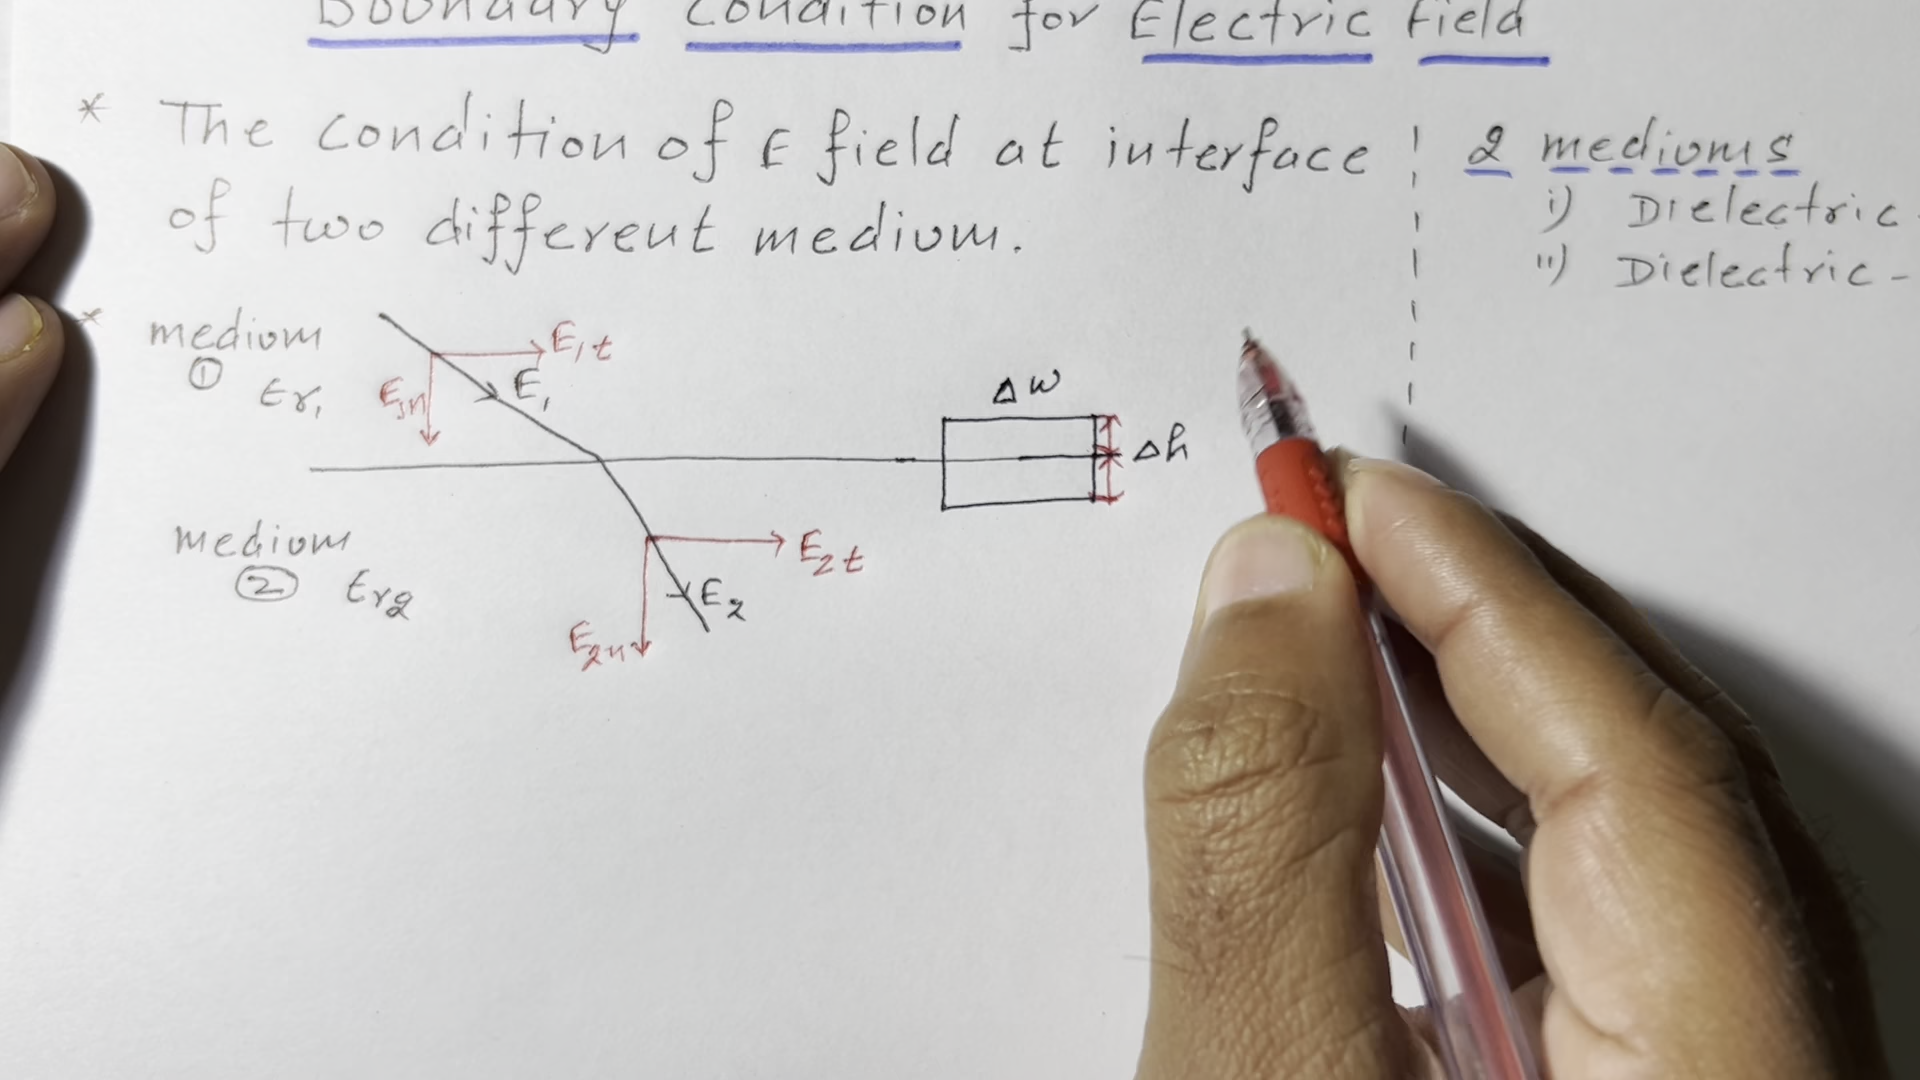 Boundary Condition for Electric Field
* The condition of E field at interface
of two different medium.
2 mediums
i) Dielectric -
ii) Dielectric -
* medium
① εr₁
E₁t
E₁n
E₁
Δw
Δh
medium
② εr₂
E₂t
E₂
E₂n